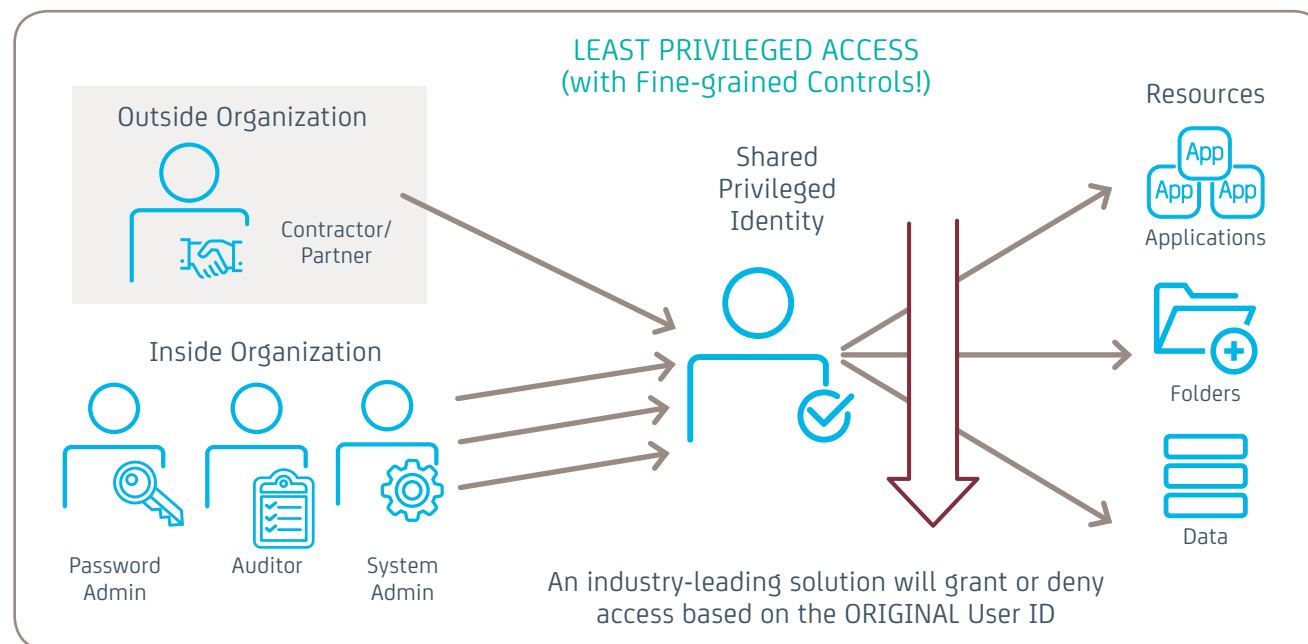 LEAST PRIVILEGED ACCESS
(with Fine-grained Controls!)
Outside Organization
Contractor/
Partner
Inside Organization
Password
Admin
Auditor
System
Admin
Shared
Privileged
Identity
Resources
App
App
App
Applications
Folders
Data
An industry-leading solution will grant or deny
access based on the ORIGINAL User ID